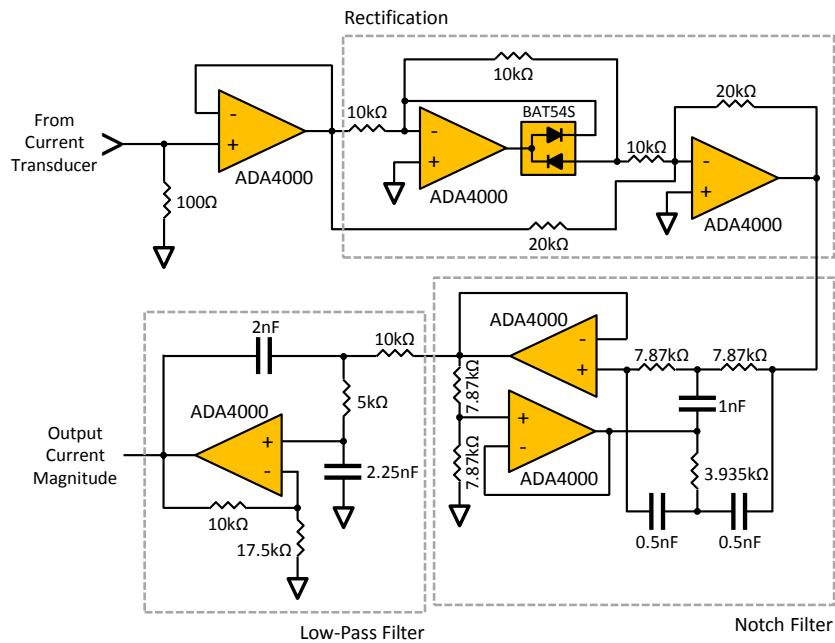 Rectification
10kΩ
From
Current
Transducer
-
+
ADA4000
100Ω
10kΩ
-
+
ADA4000
BAT54S
10kΩ
20kΩ
-
+
ADA4000
20kΩ
2nF
10kΩ
5kΩ
ADA4000
+
-
2.25nF
Output
Current
Magnitude
10kΩ
17.5kΩ
Low-Pass Filter
ADA4000
-
+
7.87kΩ
7.87kΩ
7.87kΩ
7.87kΩ
+
-
ADA4000
1nF
3.935kΩ
0.5nF
0.5nF
Notch Filter